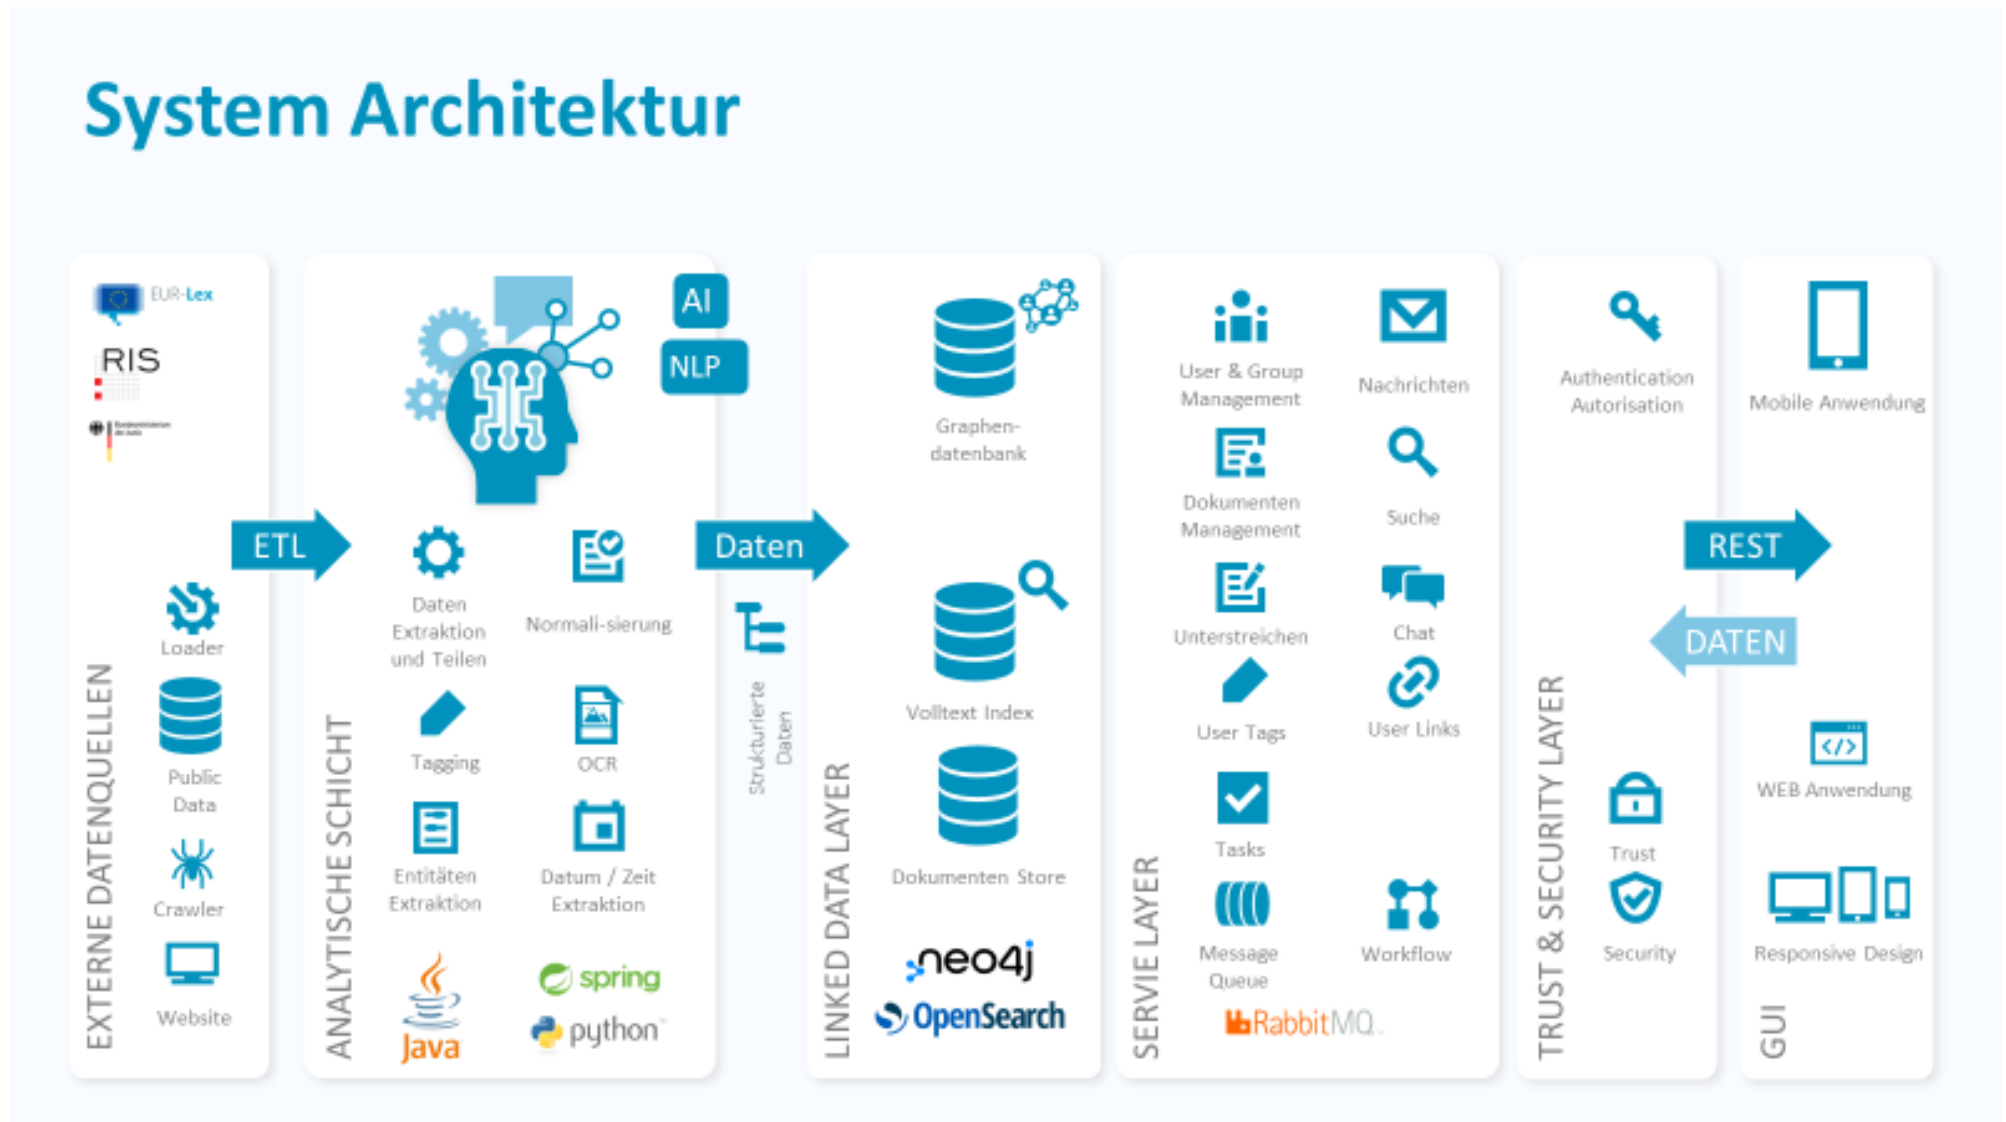 System Architektur
EUR-Lex
RIS
ETL
Loader
Public
Data
Crawler
Website
EXTERNE DATENQUELLEN
AI
NLP
Daten
Extraktion
und Teilen
Normali-sierung
Tagging
OCR
Entitäten
Extraktion
Datum / Zeit
Extraktion
Java
spring
python
ANALYTISCHE SCHICHT
Daten
Strukturierte
Daten
Graphen-
datenbank
Volltext Index
Dokumenten Store
neo4j
OpenSearch
LINKED DATA LAYER
User & Group
Management
Nachrichten
Dokumenten
Management
Suche
Unterstreichen
Chat
User Tags
User Links
Tasks
Message
Queue
Workflow
RabbitMQ
SERVIE LAYER
Authentication
Autorisation
Trust
Security
TRUST & SECURITY LAYER
REST
DATEN
Mobile Anwendung
WEB Anwendung
Responsive Design
GUI